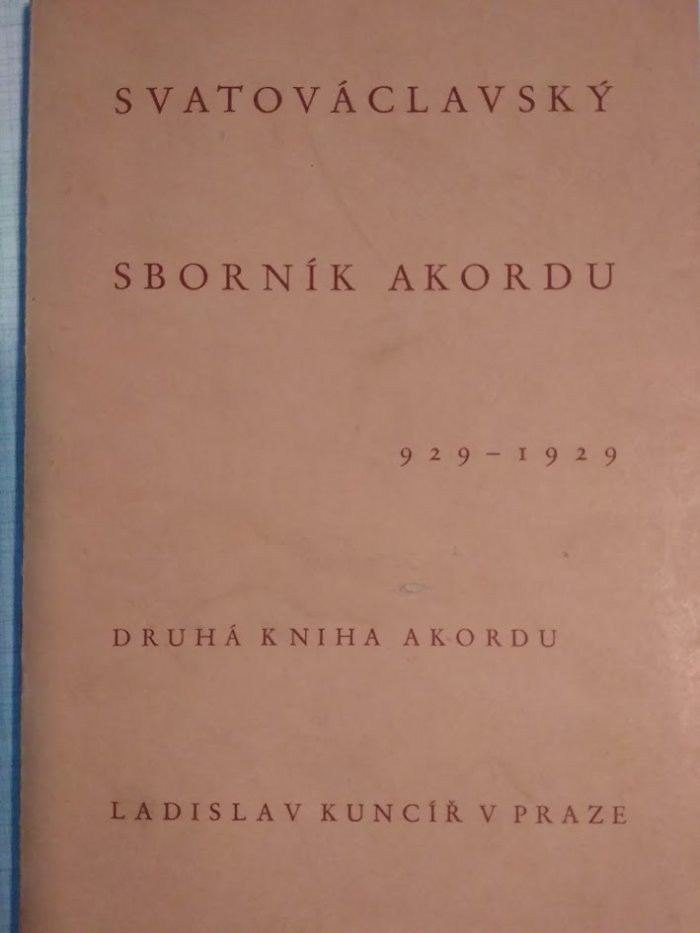 SVATOVÁCLAVSKÝ
SBORNÍK AKORDU
929–1929
DRUHÁ KNIHA AKORDU
LADISLAV KUNCÍŘ V PRAZE